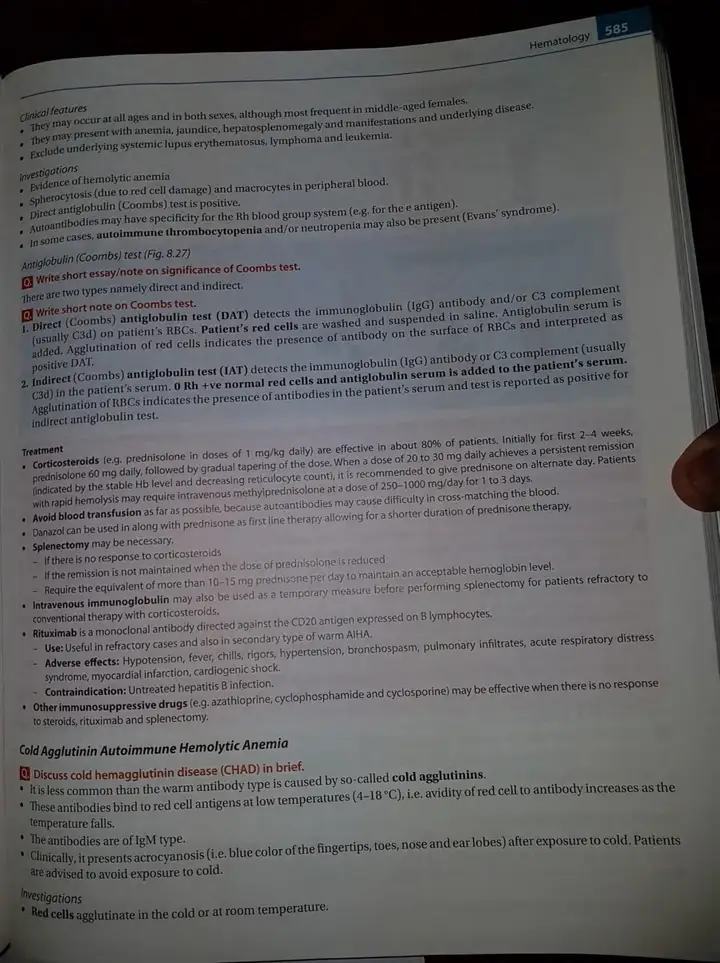 Hematology 585
Clinical features
• They may occur at all ages and in both sexes, although most frequent in middle-aged females.
• They may present with anemia, jaundice, hepatosplenomegaly and manifestations and underlying disease.
• Exclude underlying systemic lupus erythematosus, lymphoma and leukemia.
Investigations
• Evidence of hemolytic anemia
• Spherocytosis (due to red cell damage) and macrocytes in peripheral blood.
• Direct antiglobulin (Coombs) test is positive.
• Autoantibodies may have specificity for the Rh blood group system (e.g. for the e antigen).
• In some cases, autoimmune thrombocytopenia and/or neutropenia may also be present (Evans' syndrome).
Antiglobulin (Coombs) test (Fig. 8.27)
Q. Write short essay/note on significance of Coombs test.
There are two types namely direct and indirect.
Q. Write short note on Coombs test.
1. Direct (Coombs) antiglobulin test (DAT) detects the immunoglobulin (IgG) antibody and/or C3 complement
(usually C3d) on patient's RBCs. Patient's red cells are washed and suspended in saline. Antiglobulin serum is
added. Agglutination of red cells indicates the presence of antibody on the surface of RBCs and interpreted as
positive DAT.
2. Indirect (Coombs) antiglobulin test (IAT) detects the immunoglobulin (IgG) antibody or C3 complement (usually
C3d) in the patient's serum. 0 Rh +ve normal red cells and antiglobulin serum is added to the patient's serum.
Agglutination of RBCs indicates the presence of antibodies in the patient's serum and test is reported as positive for
indirect antiglobulin test.
Treatment
• Corticosteroids (e.g. prednisolone in doses of 1 mg/kg daily) are effective in about 80% of patients. Initially for first 2–4 weeks,
prednisolone 60 mg daily, followed by gradual tapering of the dose. When a dose of 20 to 30 mg daily achieves a persistent remission
(indicated by the stable Hb level and decreasing reticulocyte count), it is recommended to give prednisone on alternate day. Patients
with rapid hemolysis may require intravenous methylprednisolone at a dose of 250–1000 mg/day for 1 to 3 days.
• Avoid blood transfusion as far as possible, because autoantibodies may cause difficulty in cross-matching the blood.
• Danazol can be used in along with prednisone as first line therapy allowing for a shorter duration of prednisone therapy.
• Splenectomy may be necessary.
– If there is no response to corticosteroids
– If the remission is not maintained when the dose of prednisolone is reduced
– Require the equivalent of more than 10–15 mg prednisone per day to maintain an acceptable hemoglobin level.
• Intravenous immunoglobulin may also be used as a temporary measure before performing splenectomy for patients refractory to
conventional therapy with corticosteroids.
• Rituximab is a monoclonal antibody directed against the CD20 antigen expressed on B lymphocytes.
– Use: Useful in refractory cases and also in secondary type of warm AIHA.
– Adverse effects: Hypotension, fever, chills, rigors, hypertension, bronchospasm, pulmonary infiltrates, acute respiratory distress
syndrome, myocardial infarction, cardiogenic shock.
– Contraindication: Untreated hepatitis B infection.
• Other immunosuppressive drugs (e.g. azathioprine, cyclophosphamide and cyclosporine) may be effective when there is no response
to steroids, rituximab and splenectomy.
Cold Agglutinin Autoimmune Hemolytic Anemia
Q. Discuss cold hemagglutinin disease (CHAD) in brief.
• It is less common than the warm antibody type is caused by so-called cold agglutinins.
• These antibodies bind to red cell antigens at low temperatures (4–18 °C), i.e. avidity of red cell to antibody increases as the
temperature falls.
• The antibodies are of IgM type.
• Clinically, it presents acrocyanosis (i.e. blue color of the fingertips, toes, nose and ear lobes) after exposure to cold. Patients
are advised to avoid exposure to cold.
Investigations
• Red cells agglutinate in the cold or at room temperature.